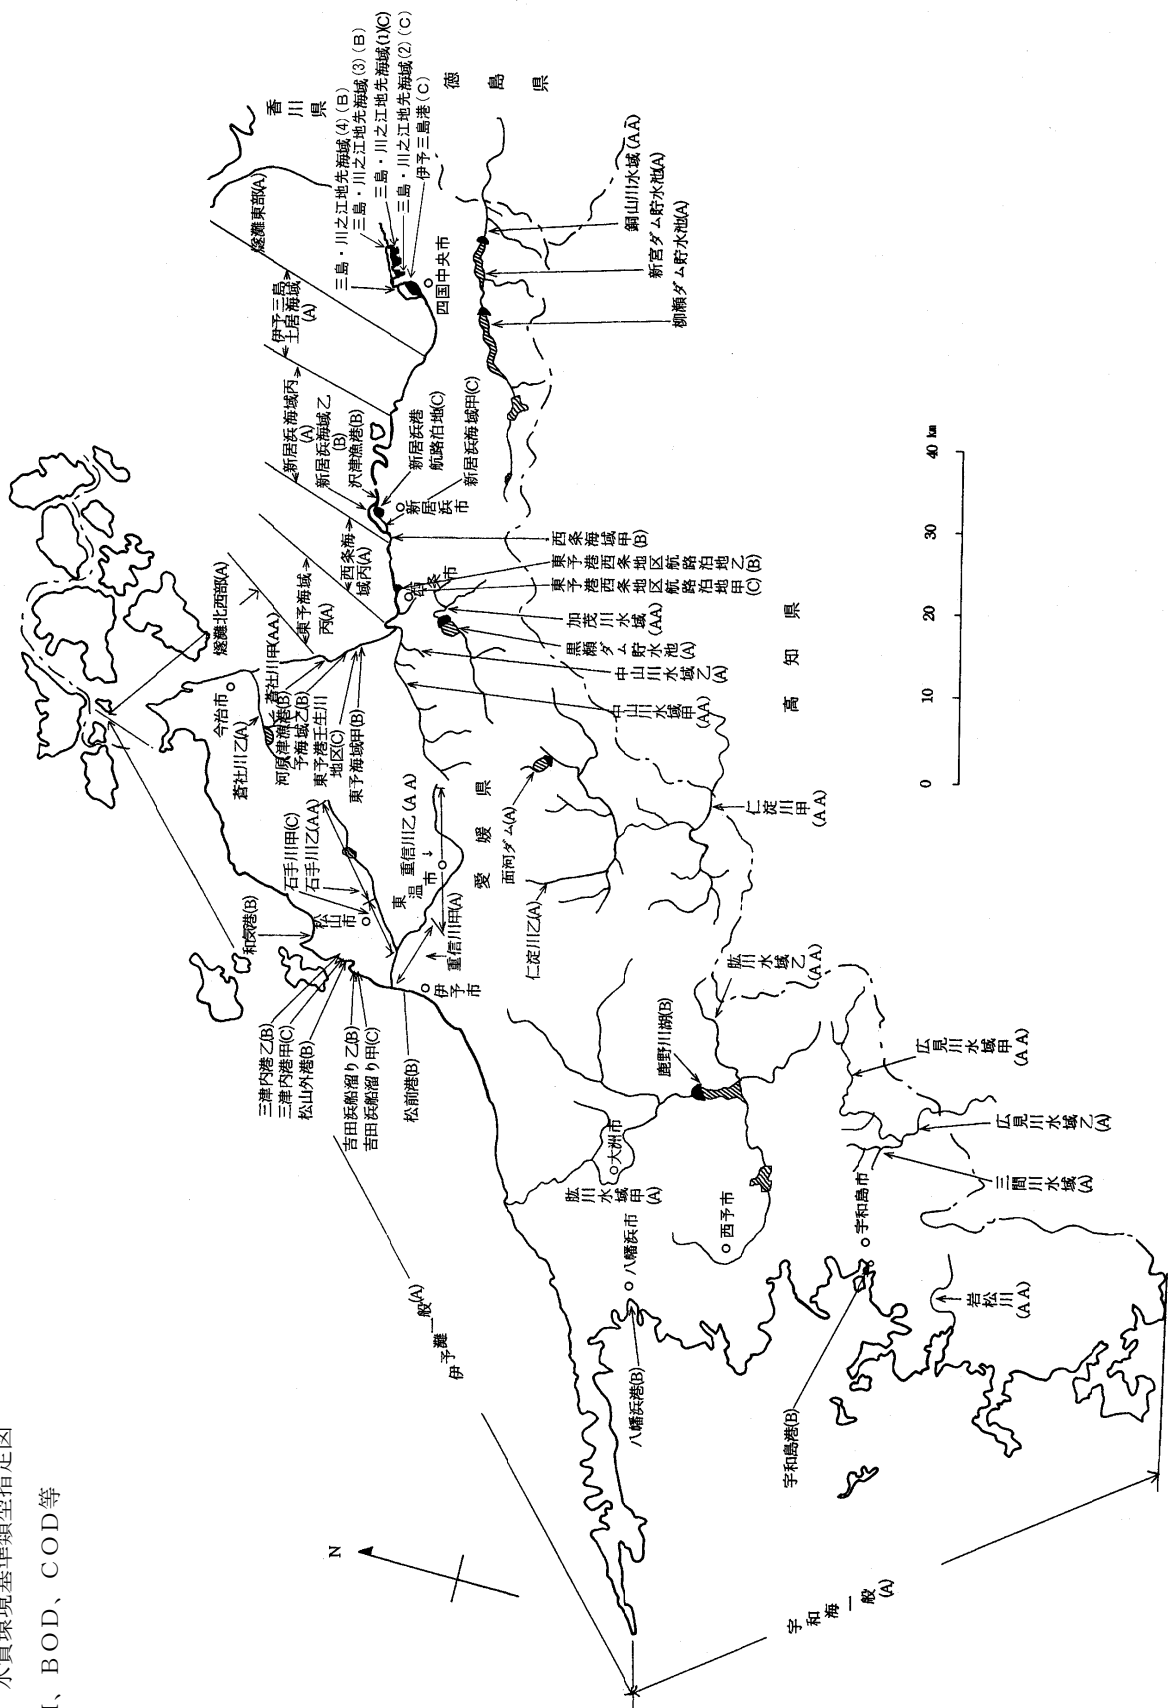 水質環境基準類型指定図
、BOD、COD等
香川県
徳島県
高知県
愛媛県
三島・川之江地先海域(4)(B)
三島・川之江地先海域(3)(B)
三島・川之江地先海域(1)(C)
三島・川之江地先海域(2)(C)
伊予三島港(C)
四国中央市
燧灘東部(A)
伊予三島
土居海域
(A)
新居浜海域丙
(A)
新居浜海域乙
(B)
沢津漁港(B)
新居浜港
航路泊地(C)
新居浜海域甲(C)
新居浜市
銅山川水域(AA)
新宮ダム貯水池(A)
柳瀬ダム貯水池(A)
西条海域甲(B)
東予港西条地区航路泊地乙(B)
東予港西条地区航路泊地甲(C)
西条市
西条海
域丙(A)
加茂川水域(AA)
黒瀬ダム貯水池(A)
中山川水域乙(A)
中山川水域甲(AA)
燧灘北西部(A)
東予海域
丙(A)
今治市
蒼社川甲(AA)
蒼社川乙(A)
河原津漁港(B)
予海域乙(B)
東予港壬生川
地区(C)
東予海域甲(B)
石手川甲(C)
石手川乙(AA)
重信川乙(AA)
東温市
重信川甲(A)
松山市
和気港(B)
伊予市
面河ダム(A)
仁淀川甲(AA)
仁淀川乙(A)
三津内港乙(B)
三津内港甲(C)
松山外港(B)
吉田浜船溜り乙(B)
吉田浜船溜り甲(C)
松前港(B)
肱川水域乙(AA)
鹿野川湖(B)
大洲市
肱川水域甲(A)
西予市
八幡浜市
八幡浜港(B)
伊予灘一般(A)
広見川水域甲(AA)
広見川水域乙(A)
三間川水域(A)
宇和島市
宇和島港(B)
岩松川(AA)
宇和海一般(A)
N
0 10 20 30 40 km